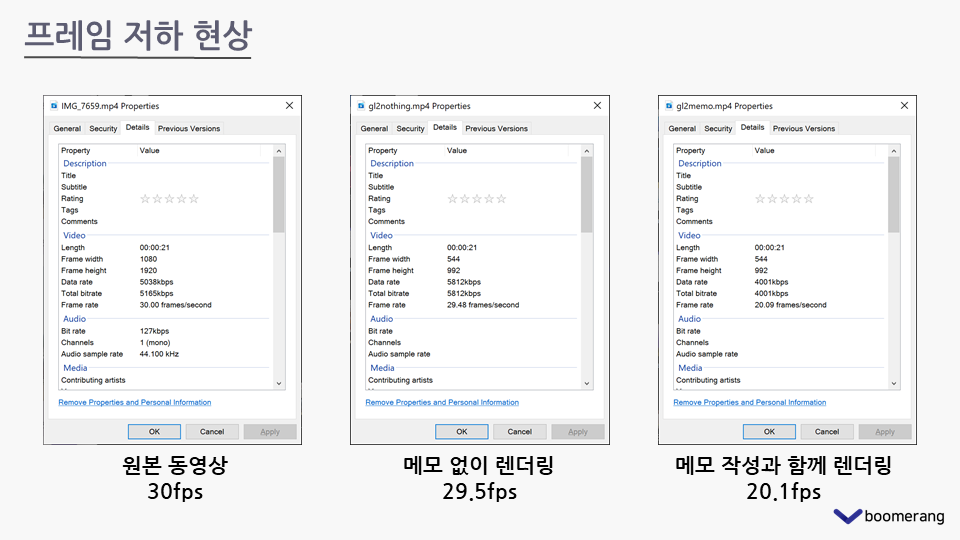 프레임 저하 현상
IMG_7659.mp4 Properties
General Security Details Previous Versions
Property Value
Description
Title
Subtitle
Rating
Tags
Comments
Video
Length 00:00:21
Frame width 1080
Frame height 1920
Data rate 5038kbps
Total bitrate 5165kbps
Frame rate 30.00 frames/second
Audio
Bit rate 127kbps
Channels 1 (mono)
Audio sample rate 44.100 kHz
Media
Contributing artists
Remove Properties and Personal Information
OK Cancel Apply
원본 동영상
30fps
gl2nothing.mp4 Properties
General Security Details Previous Versions
Property Value
Description
Title
Subtitle
Rating
Tags
Comments
Video
Length 00:00:21
Frame width 544
Frame height 992
Data rate 5812kbps
Total bitrate 5812kbps
Frame rate 29.48 frames/second
Audio
Bit rate
Channels
Audio sample rate
Media
Contributing artists
Remove Properties and Personal Information
OK Cancel Apply
메모 없이 렌더링
29.5fps
gl2memo.mp4 Properties
General Security Details Previous Versions
Property Value
Description
Title
Subtitle
Rating
Tags
Comments
Video
Length 00:00:21
Frame width 544
Frame height 992
Data rate 4001kbps
Total bitrate 4001kbps
Frame rate 20.09 frames/second
Audio
Bit rate
Channels
Audio sample rate
Media
Contributing artists
Remove Properties and Personal Information
OK Cancel Apply
메모 작성과 함께 렌더링
20.1fps
boomerang